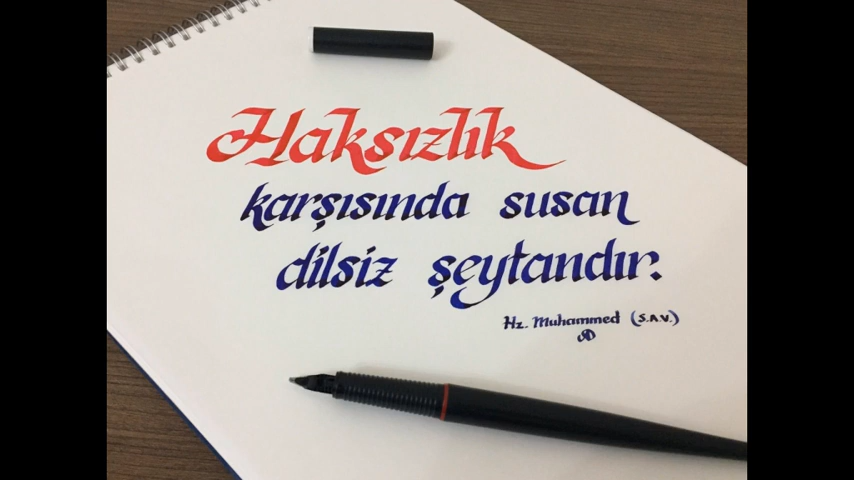 Haksızlık
karşısında susan
dilsiz şeytandır.
Hz. Muhammed (S.A.V.)